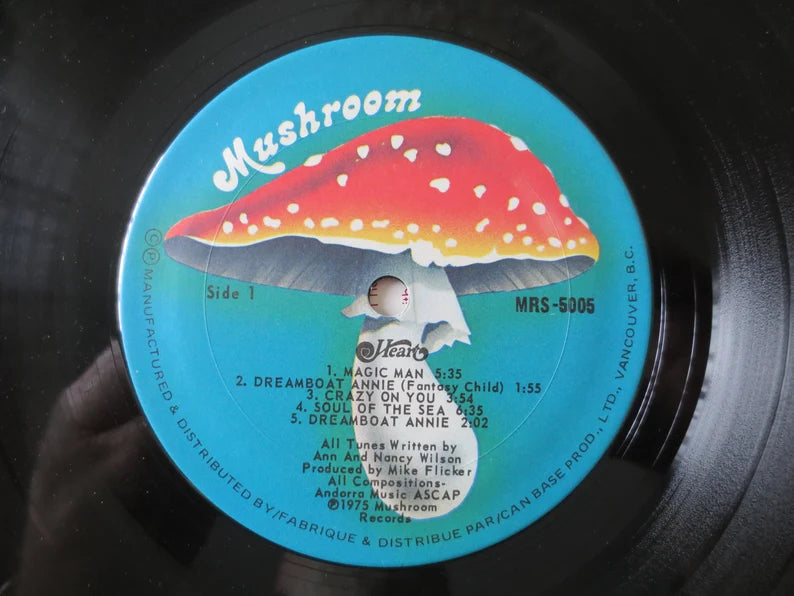 Mushroom
Side 1
MRS-5005
Heart
1. MAGIC MAN 5:35
2. DREAMBOAT ANNIE (Fantasy Child) 1:55
3. CRAZY ON YOU 3:54
4. SOUL OF THE SEA 6:35
5. DREAMBOAT ANNIE 2:02
All Tunes Written by
Ann And Nancy Wilson
Produced by Mike Flicker
All Compositions-
Andorra Music ASCAP
℗1975 Mushroom
Records
©℗ MANUFACTURED & DISTRIBUTED BY/FABRIQUE & DISTRIBUE PAR/CAN BASE PROD., LTD., VANCOUVER, B.C.